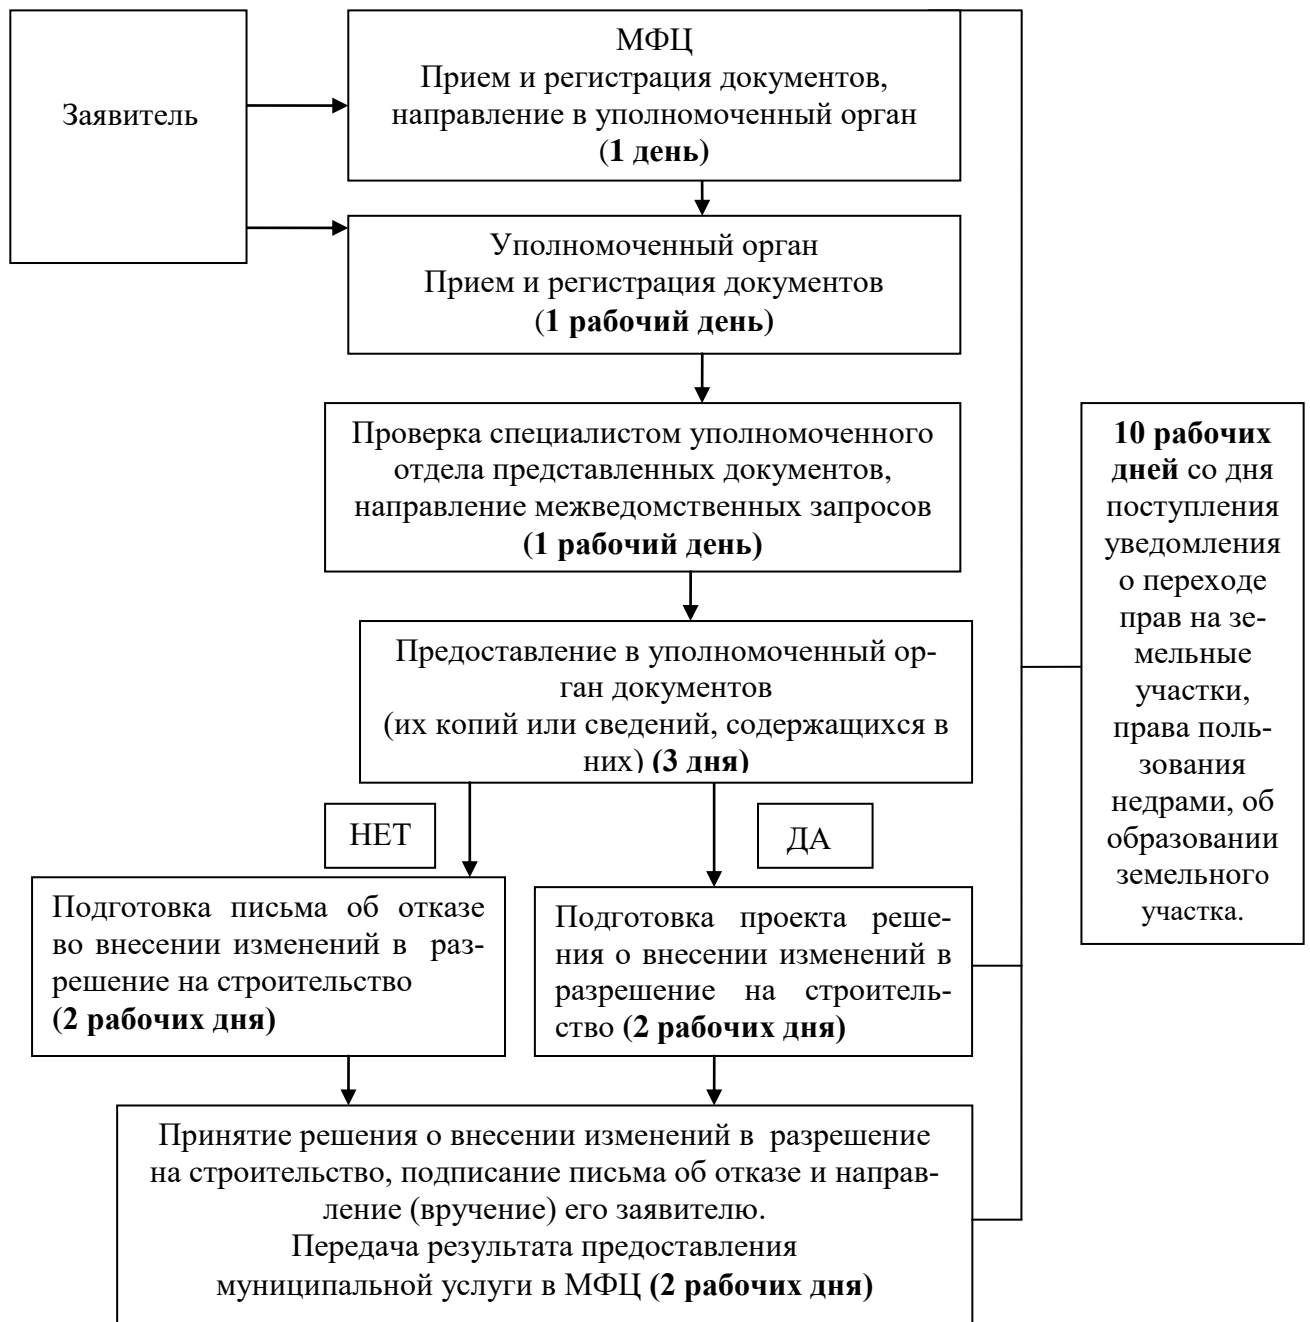 Заявитель
МФЦ
Прием и регистрация документов,
направление в уполномоченный орган
(1 день)
Уполномоченный орган
Прием и регистрация документов
(1 рабочий день)
Проверка специалистом уполномоченного
отдела представленных документов,
направление межведомственных запросов
(1 рабочий день)
Предоставление в уполномоченный ор-
ган документов
(их копий или сведений, содержащихся в
них) (3 дня)
НЕТ
ДА
Подготовка письма об отказе
во внесении изменений в раз-
решение на строительство
(2 рабочих дня)
Подготовка проекта реше-
ния о внесении изменений в
разрешение на строитель-
ство (2 рабочих дня)
Принятие решения о внесении изменений в разрешение
на строительство, подписание письма об отказе и направ-
ление (вручение) его заявителю.
Передача результата предоставления
муниципальной услуги в МФЦ (2 рабочих дня)
10 рабочих
дней со дня
поступления
уведомления
о переходе
прав на зе-
мельные
участки,
права поль-
зования
недрами, об
образовании
земельного
участка.